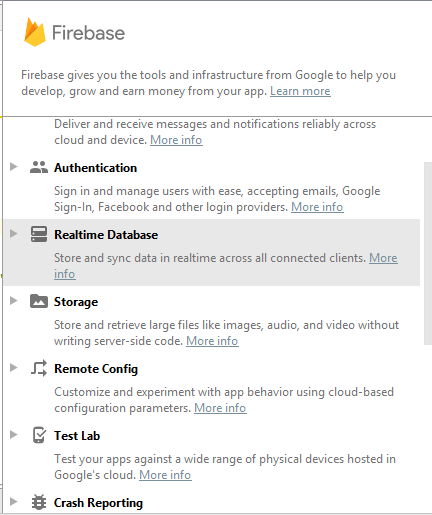 Firebase
Firebase gives you the tools and infrastructure from Google to help you
develop, grow and earn money from your app. Learn more
Deliver and receive messages and notifications reliably across
cloud and device. More info
Authentication
Sign in and manage users with ease, accepting emails, Google
Sign-In, Facebook and other login providers. More info
Realtime Database
Store and sync data in realtime across all connected clients. More
info
Storage
Store and retrieve large files like images, audio, and video without
writing server-side code. More info
Remote Config
Customize and experiment with app behavior using cloud-based
configuration parameters. More info
Test Lab
Test your apps against a wide range of physical devices hosted in
Google's cloud. More info
Crash Reporting